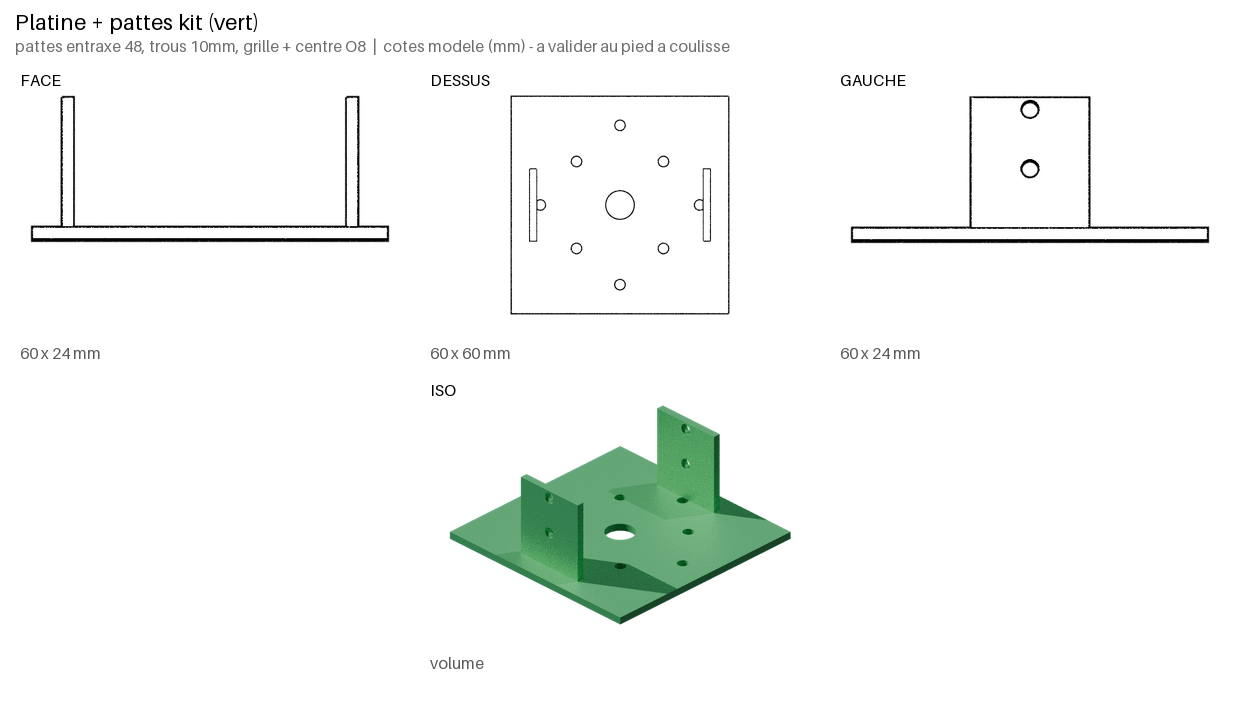 Platine + pattes kit (vert)
pattes entraxe 48, trous 10mm, grille + centre O8 | cotes modele (mm) - a valider au pied a coulisse
FACE
DESSUS
GAUCHE
60 x 24 mm
60 x 60 mm
60 x 24 mm
ISO
volume